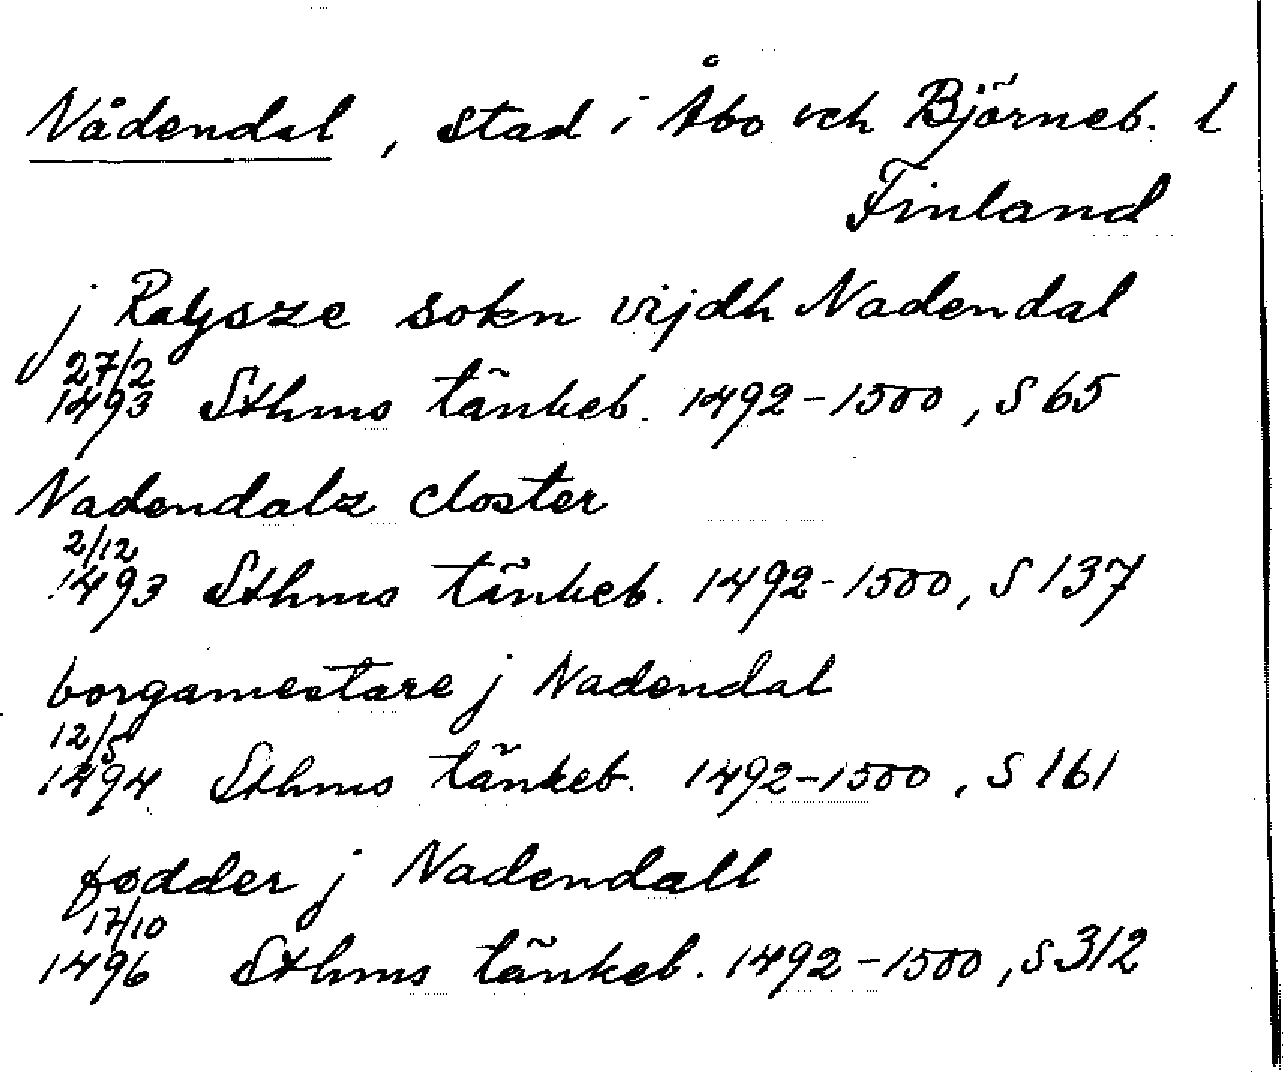 Nådendal, stad i Åbo och Björneb. l
Finland
j Raysze sokn vijdh Nadendal
27/2
1493 Sthms tänkeb. 1492-1500, S 65
Nadendalz closter
2/12
1493 Sthms tänkeb. 1492-1500, S 137
borgamestare j Nadendal
12/5
1494 Sthms tänkeb. 1492-1500, S 161
fødder j Nadendall
17/10
1496 Sthms tänkeb. 1492-1500, S 312